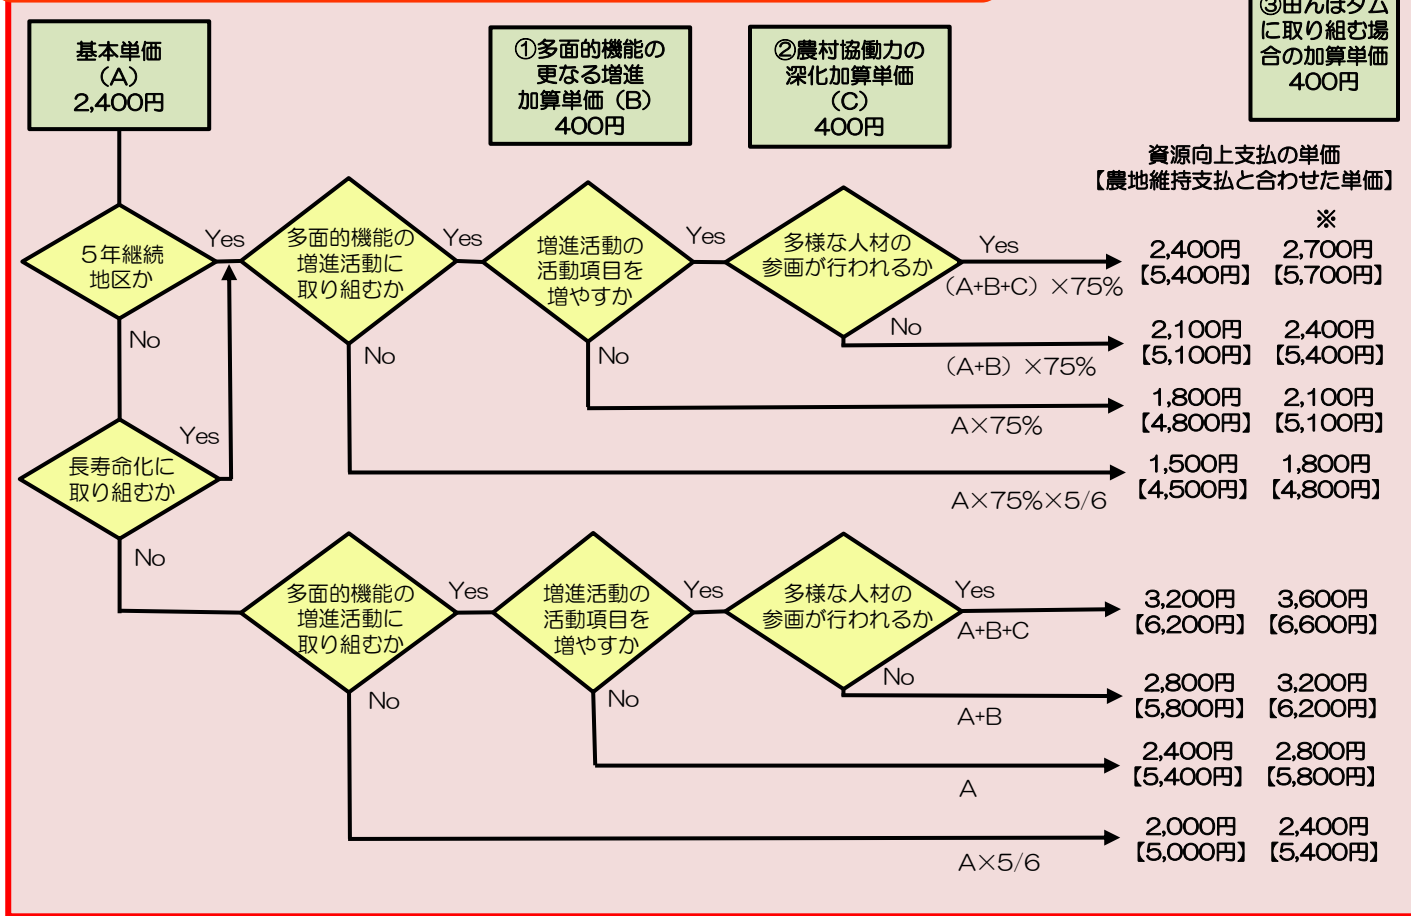 基本単価
（A）
2,400円
①多面的機能の
更なる増進
加算単価（B）
400円
②農村協働力の
深化加算単価
（C）
400円
③田んぼダム
に取り組む場
合の加算単価
400円
資源向上支払の単価
【農地維持支払と合わせた単価】
※
５年継続
地区か
Yes
No
多面的機能の
増進活動に
取り組むか
Yes
No
増進活動の
活動項目を
増やすか
Yes
No
多様な人材の
参画が行われるか
Yes
（A+B+C）×75%
2,400円 2,700円
【5,400円】 【5,700円】
No
（A+B）×75%
2,100円 2,400円
【5,100円】 【5,400円】
A×75%
1,800円 2,100円
【4,800円】 【5,100円】
A×75%×5/6
1,500円 1,800円
【4,500円】 【4,800円】
長寿命化に
取り組むか
Yes
No
多面的機能の
増進活動に
取り組むか
Yes
No
増進活動の
活動項目を
増やすか
Yes
No
多様な人材の
参画が行われるか
Yes
A+B+C
3,200円 3,600円
【6,200円】 【6,600円】
No
A+B
2,800円 3,200円
【5,800円】 【6,200円】
A
2,400円 2,800円
【5,400円】 【5,800円】
A×5/6
2,000円 2,400円
【5,000円】 【5,400円】